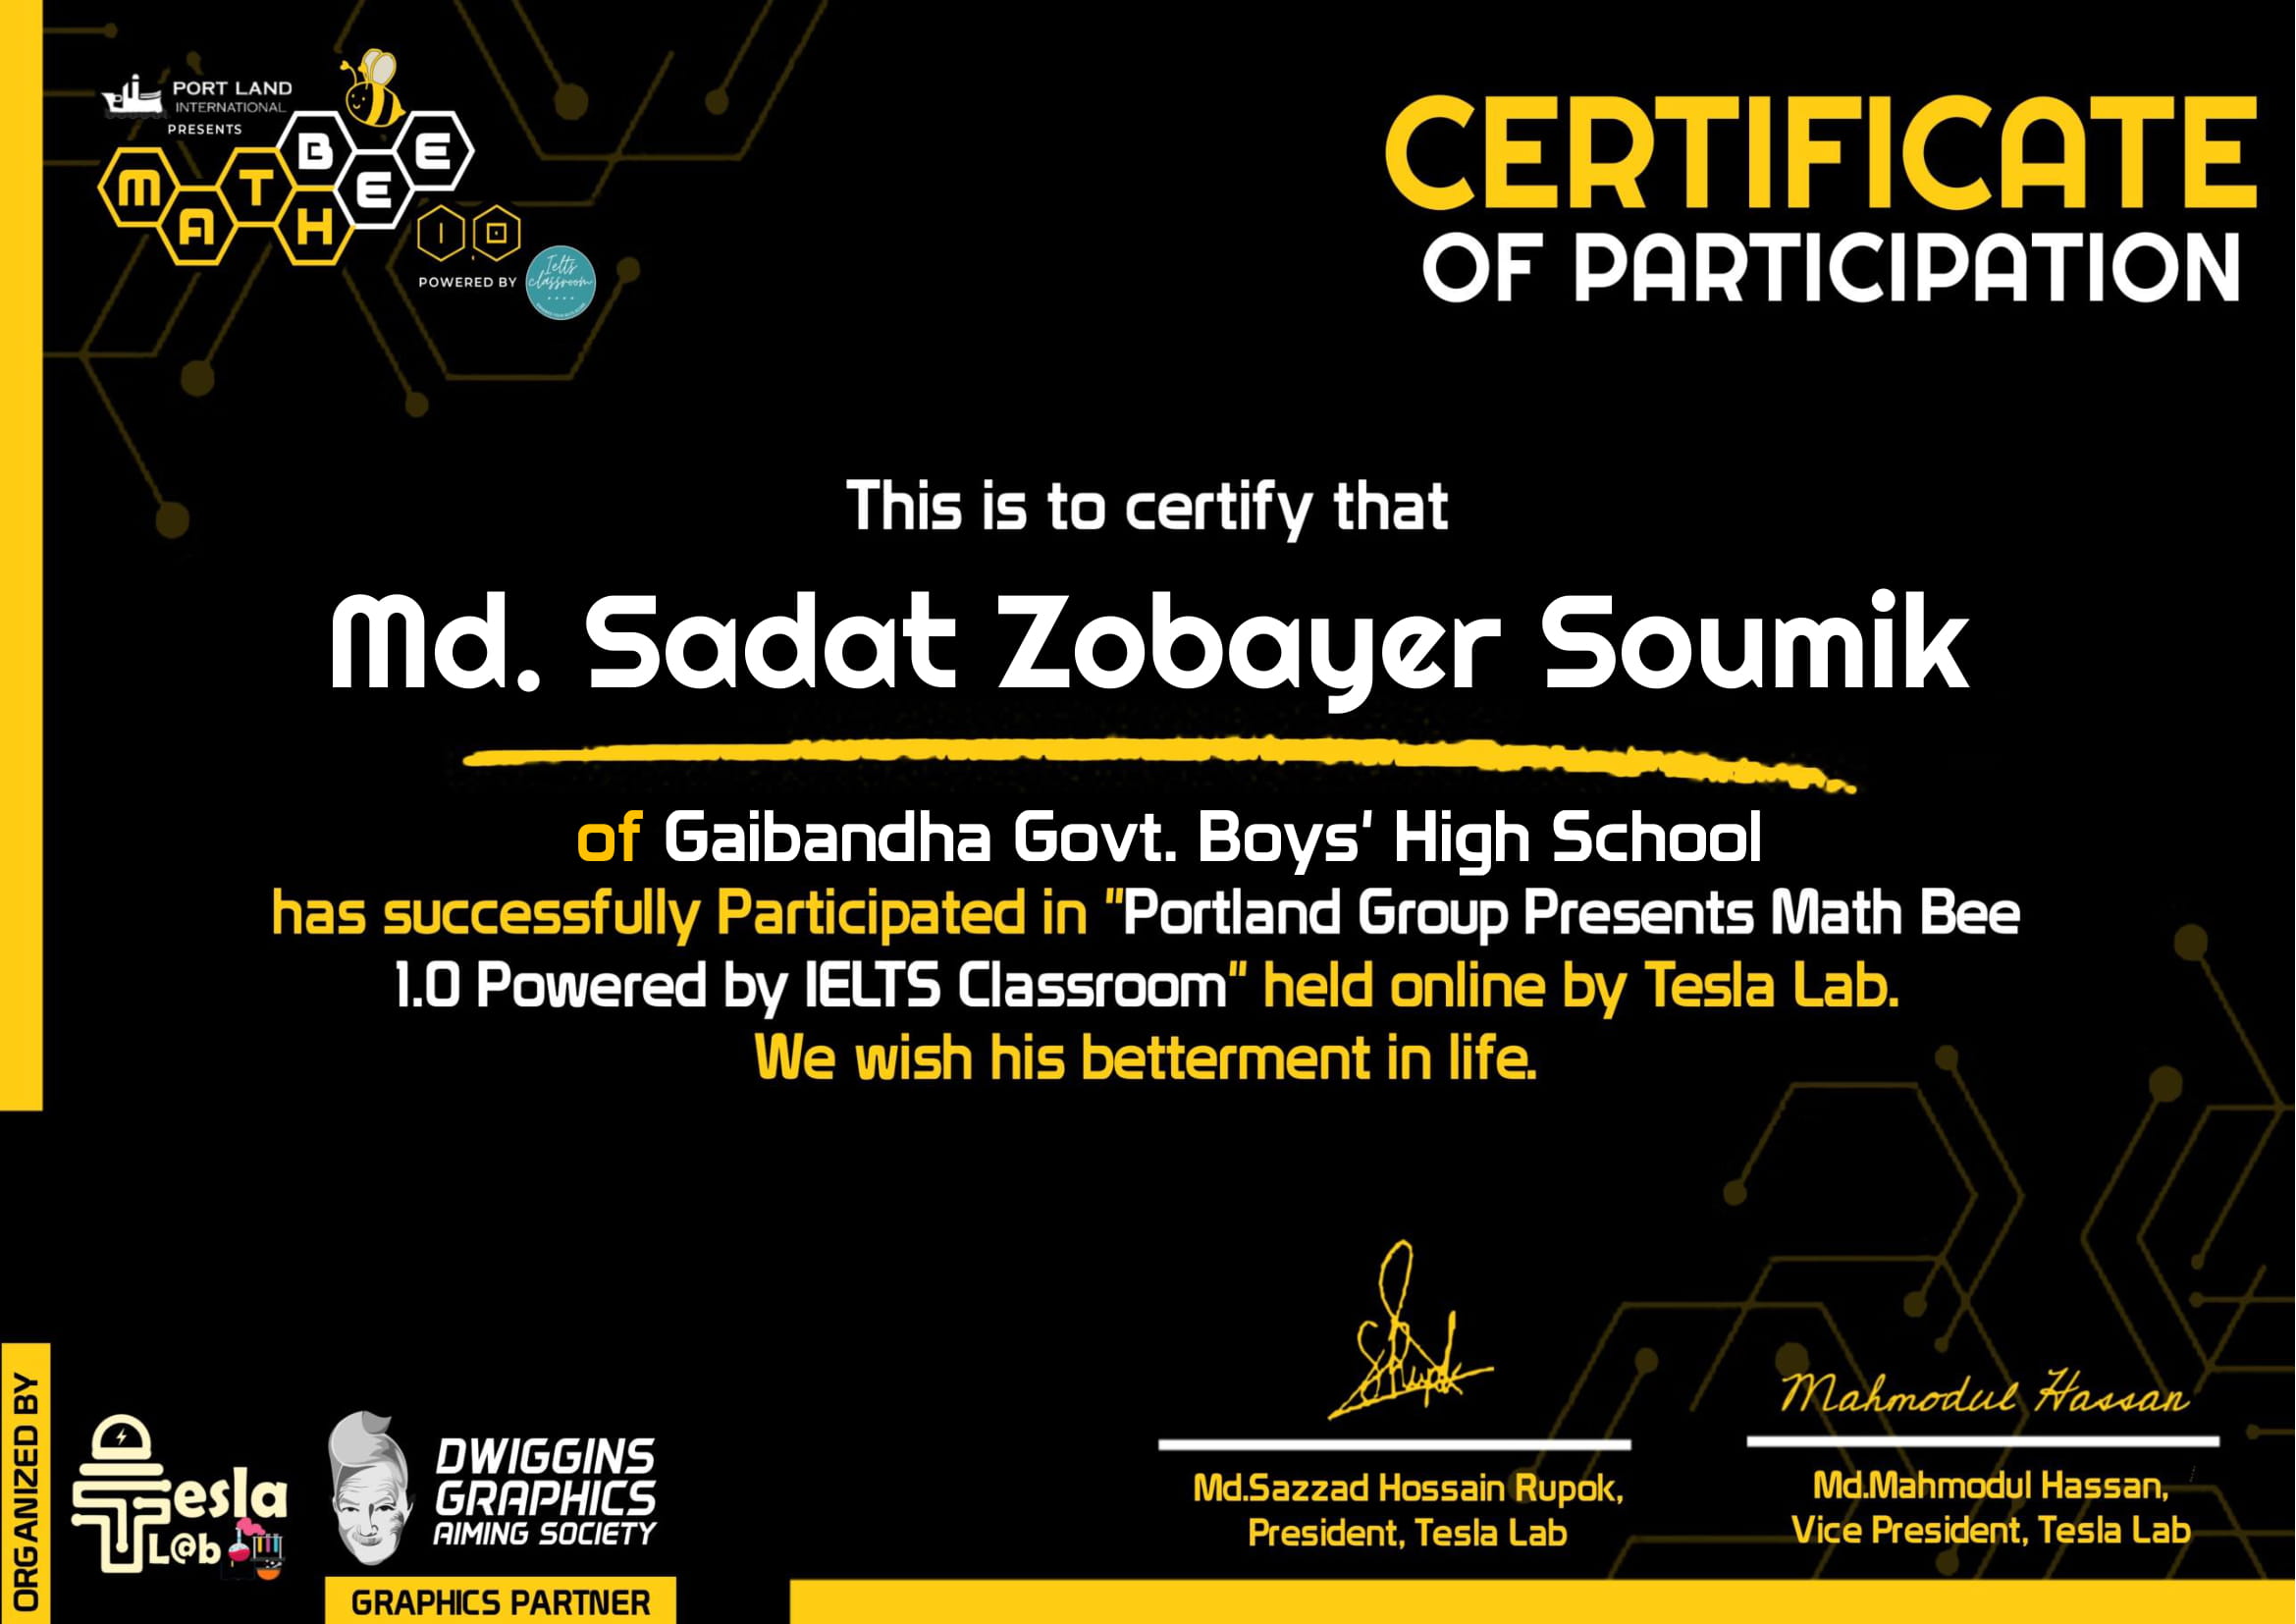 PORT LAND
INTERNATIONAL
PRESENTS
MATH BEE
1.0
POWERED BY
Ielts
classroom
CERTIFICATE
OF PARTICIPATION
This is to certify that
Md. Sadat Zobayer Soumik
of Gaibandha Govt. Boys' High School
has successfully Participated in "Portland Group Presents Math Bee
1.0 Powered by IELTS Classroom" held online by Tesla Lab.
We wish his betterment in life.
Mahmodul Hassan
Md.Sazzad Hossain Rupok,
President, Tesla Lab
Md.Mahmodul Hassan,
Vice President, Tesla Lab
ORGANIZED BY
Tesla
L@b
DWIGGINS
GRAPHICS
AIMING SOCIETY
GRAPHICS PARTNER